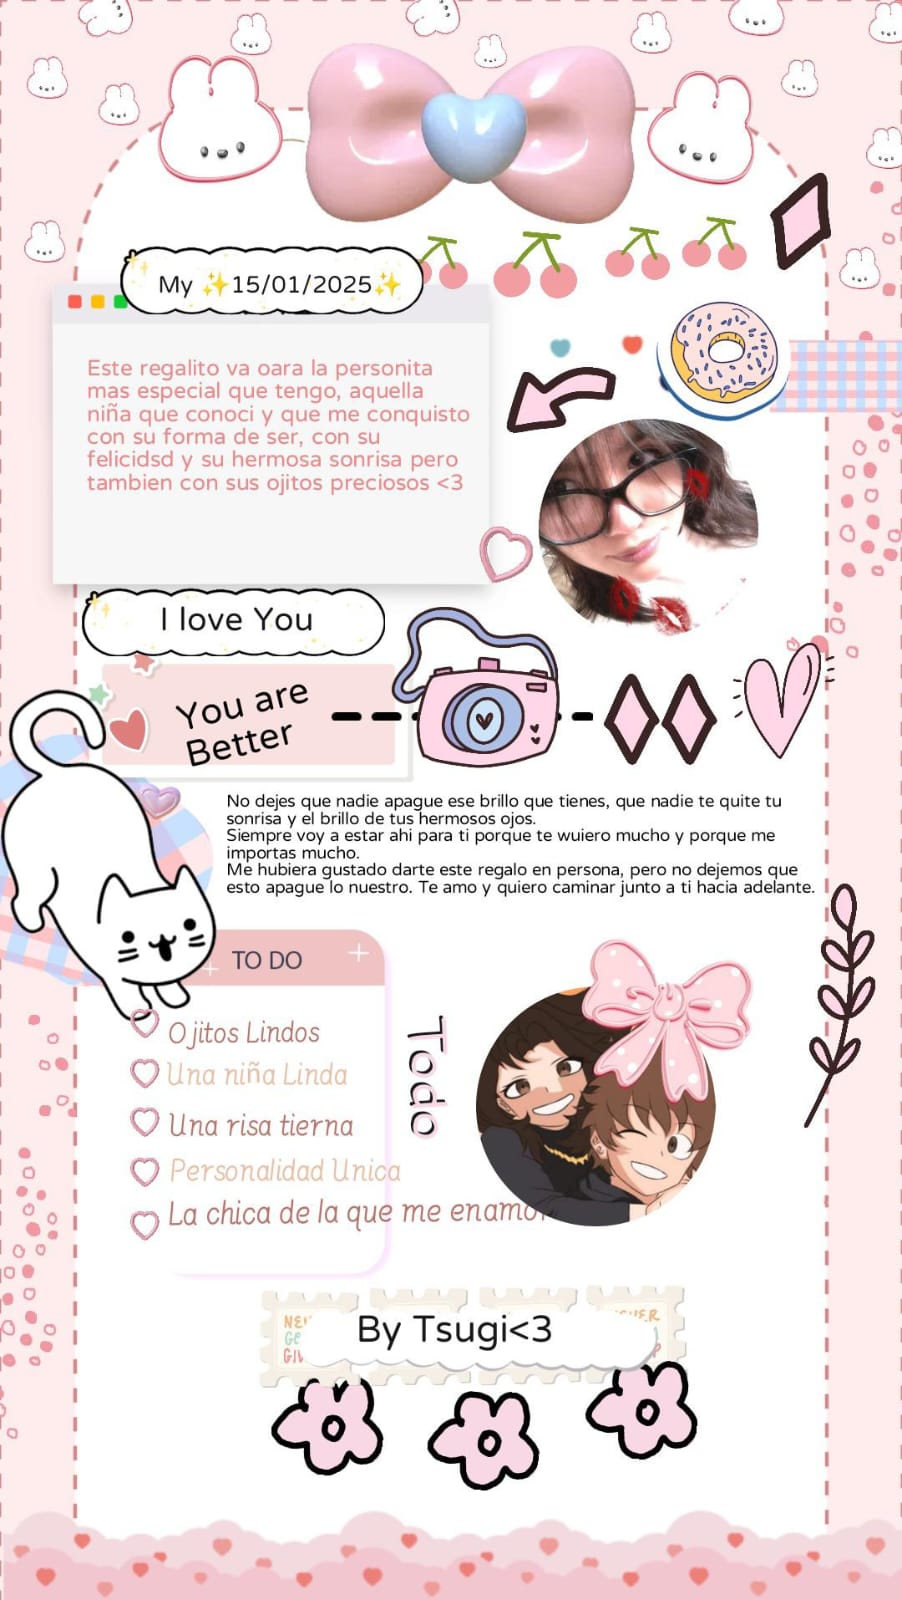 My ✨15/01/2025✨
Este regalito va oara la personita
mas especial que tengo, aquella
niña que conoci y que me conquisto
con su forma de ser, con su
felicidsd y su hermosa sonrisa pero
tambien con sus ojitos preciosos <3
I love You
You are
Better
No dejes que nadie apague ese brillo que tienes, que nadie te quite tu
sonrisa y el brillo de tus hermosos ojos.
Siempre voy a estar ahi para ti porque te wuiero mucho y porque me
importas mucho.
Me hubiera gustado darte este regalo en persona, pero no dejemos que
esto apague lo nuestro. Te amo y quiero caminar junto a ti hacia adelante.
TO DO
Ojitos Lindos
Una niña Linda
Una risa tierna
Personalidad Unica
La chica de la que me enamo
Todo
By Tsugi<3